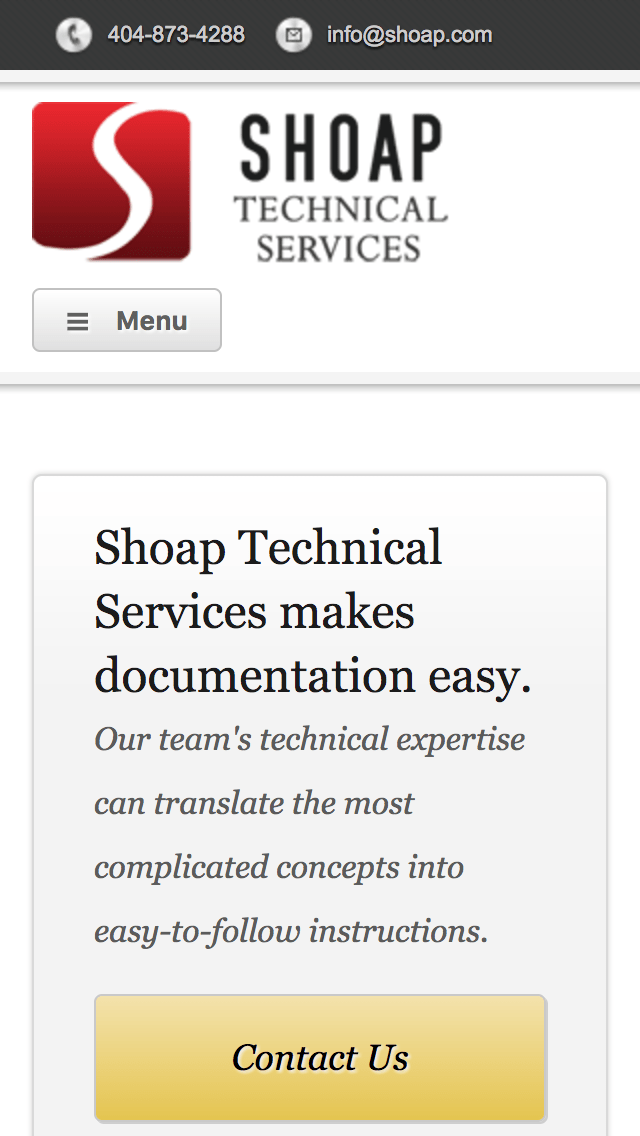 404-873-4288 info@shoap.com
SHOAP
TECHNICAL
SERVICES
Menu
Shoap Technical
Services makes
documentation easy.
Our team's technical expertise
can translate the most
complicated concepts into
easy-to-follow instructions.
Contact Us